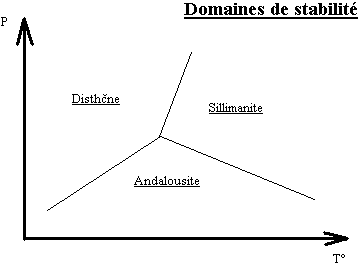 Domaines de stabilité
P
Disthčne
Sillimanite
Andalousite
T°